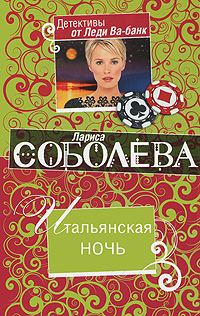 Детективы
от Леди Ва-банк
Лариса
СОБОЛЕВА
Итальянская
НОЧЬ